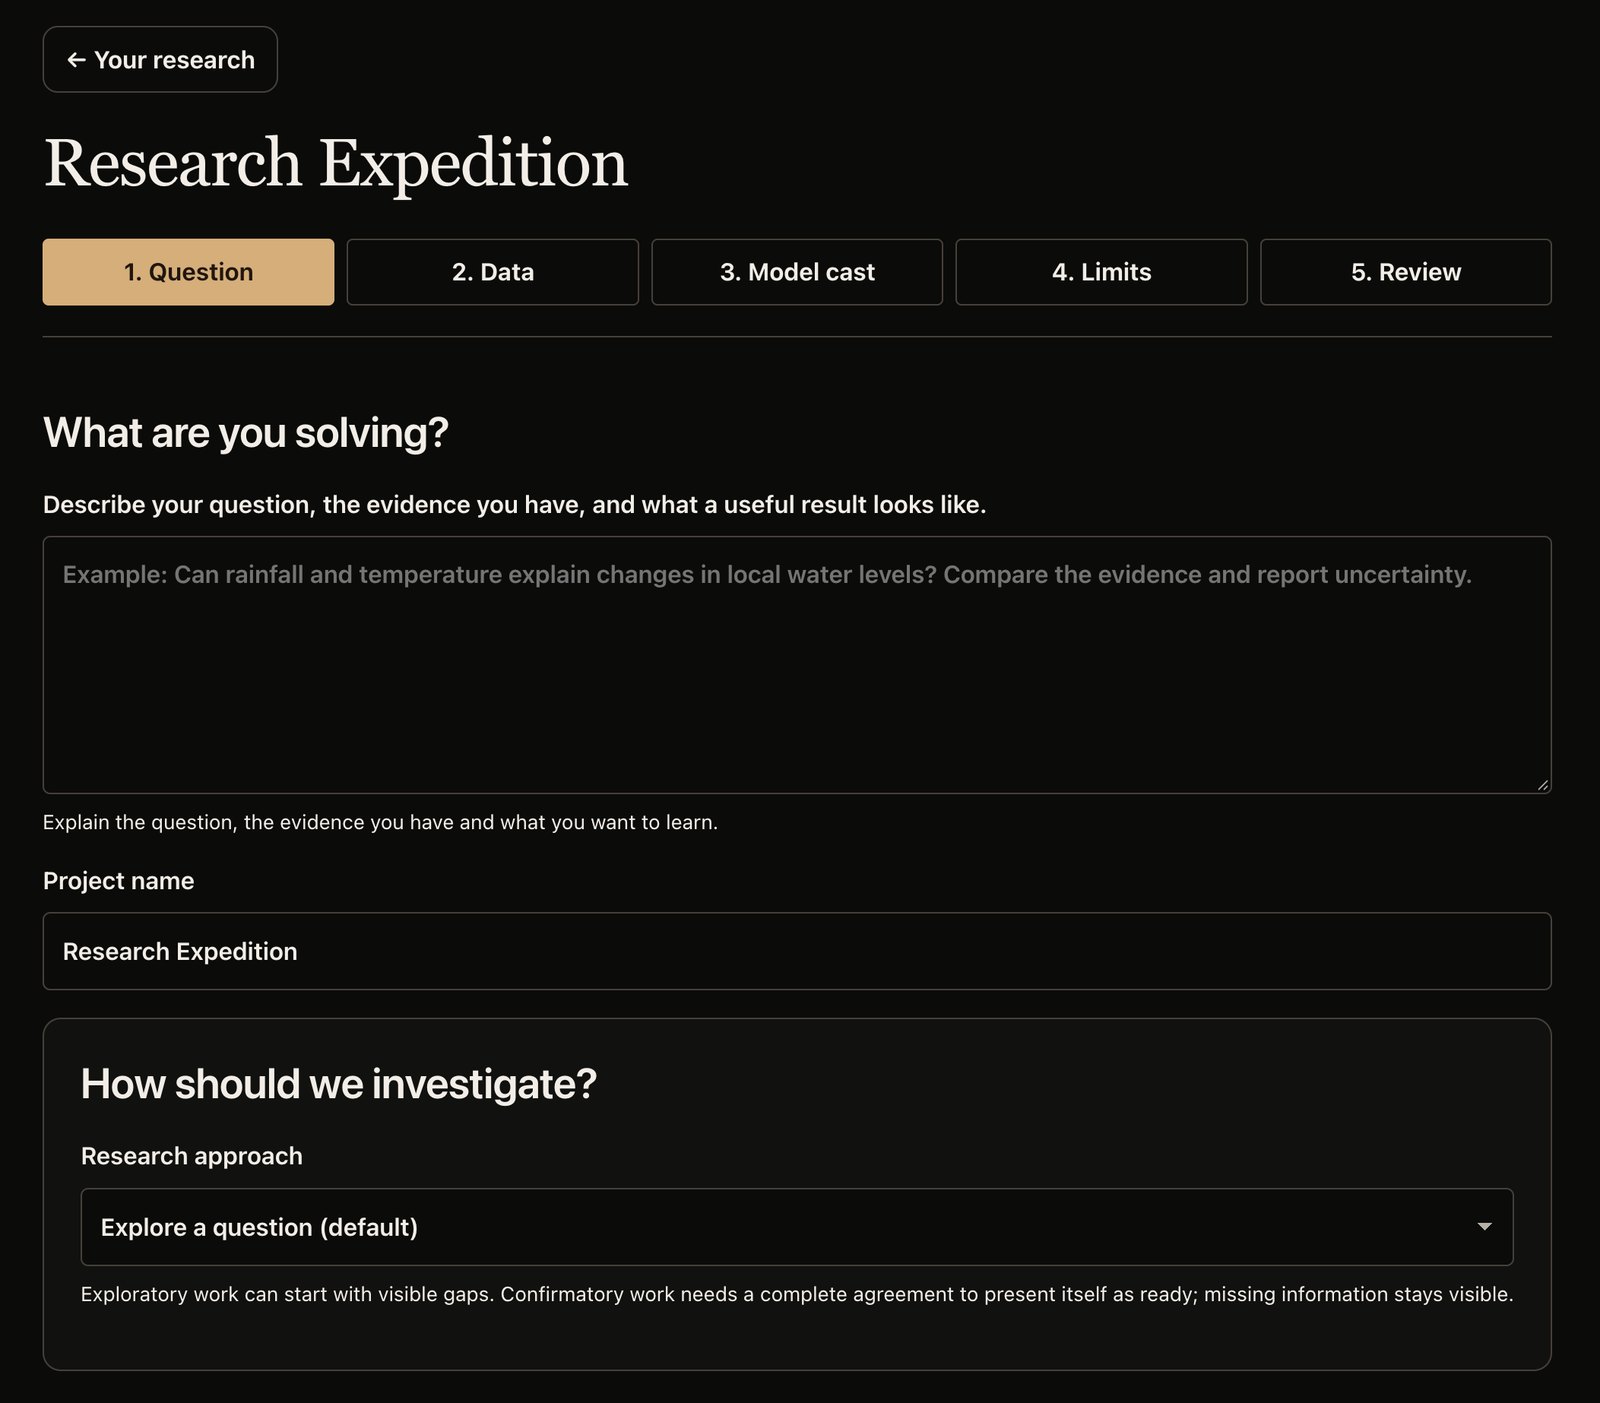 ← Your research
Research Expedition
1. Question
2. Data
3. Model cast
4. Limits
5. Review
What are you solving?
Describe your question, the evidence you have, and what a useful result looks like.
Example: Can rainfall and temperature explain changes in local water levels? Compare the evidence and report uncertainty.
Explain the question, the evidence you have and what you want to learn.
Project name
Research Expedition
How should we investigate?
Research approach
Explore a question (default)
Exploratory work can start with visible gaps. Confirmatory work needs a complete agreement to present itself as ready; missing information stays visible.